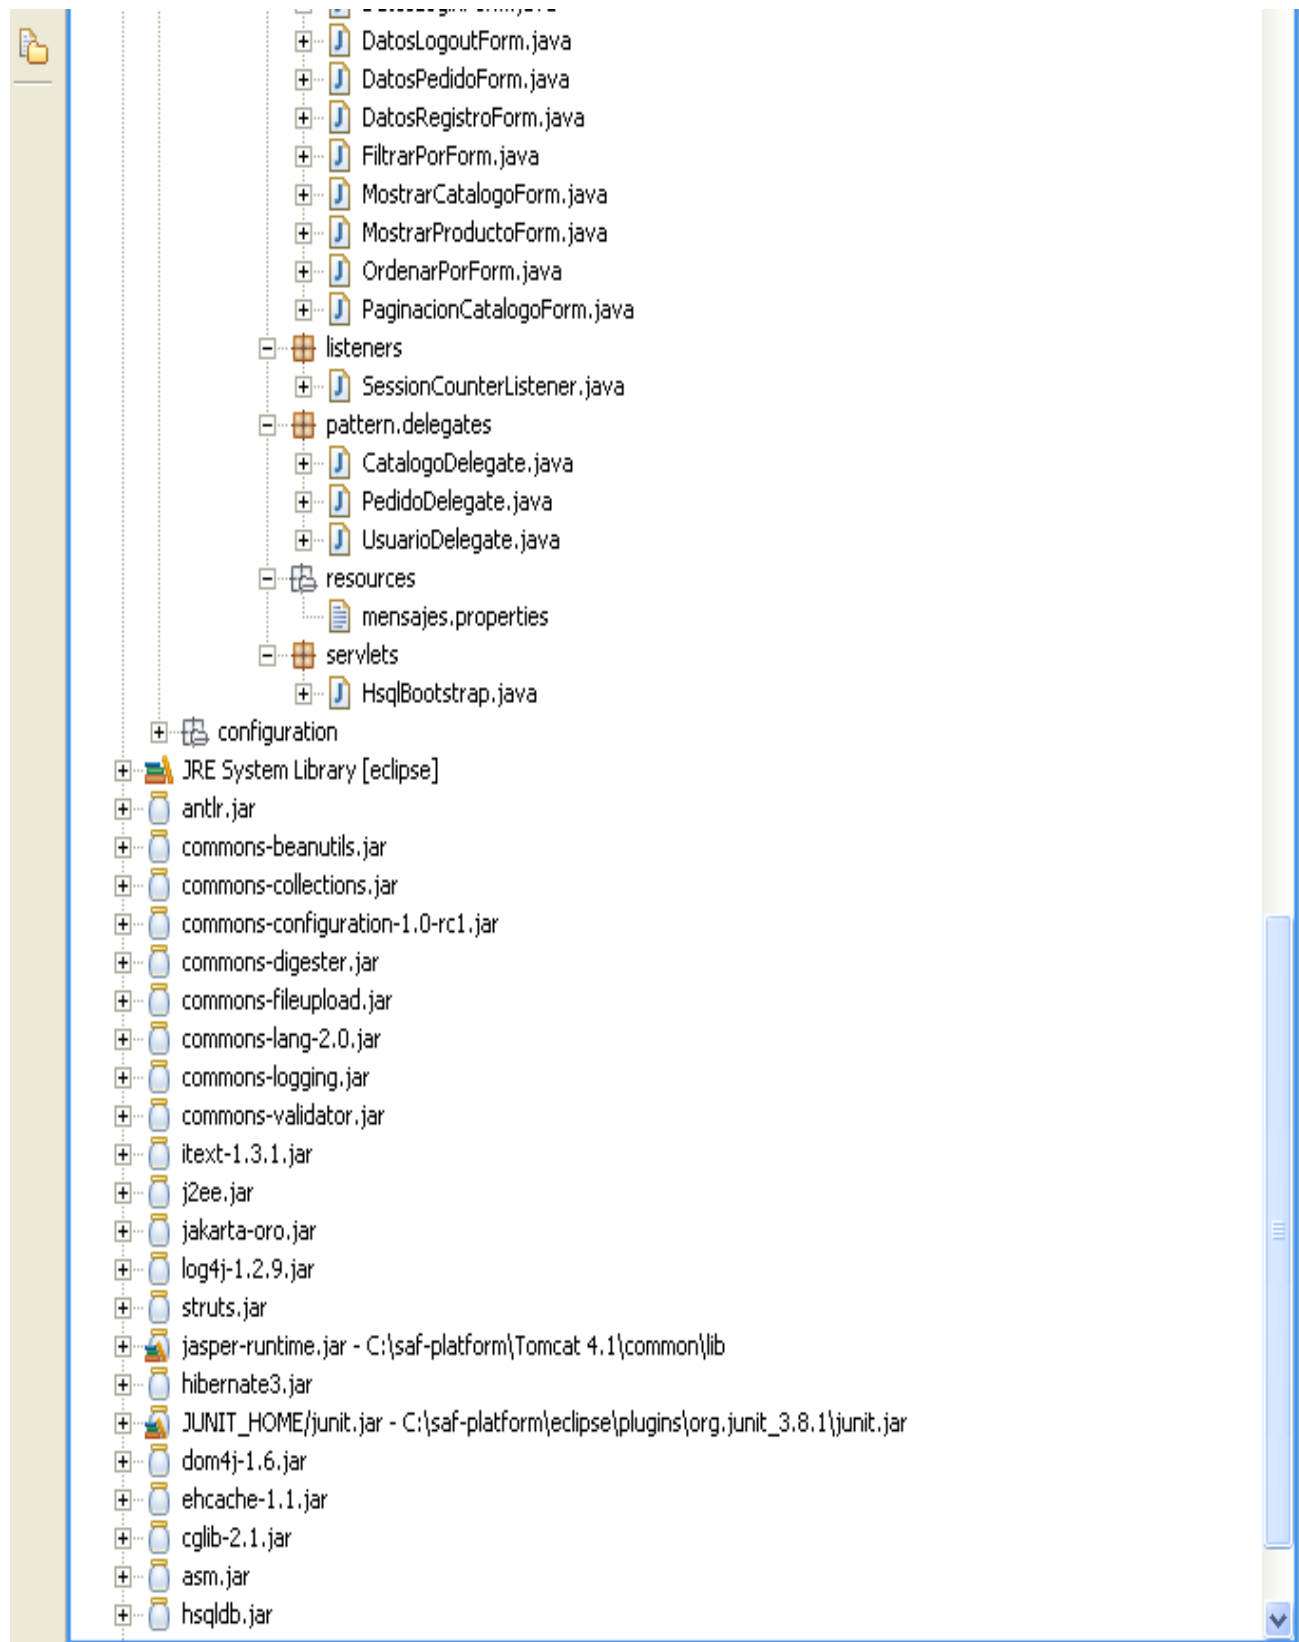 DatosLogoutForm.java
DatosPedidoForm.java
DatosRegistroForm.java
FiltrarPorForm.java
MostrarCatalogoForm.java
MostrarProductoForm.java
OrdenarPorForm.java
PaginacionCatalogoForm.java
listeners
SessionCounterListener.java
pattern.delegates
CatalogoDelegate.java
PedidoDelegate.java
UsuarioDelegate.java
resources
mensajes.properties
servlets
HsqlBootstrap.java
configuration
JRE System Library [eclipse]
antlr.jar
commons-beanutils.jar
commons-collections.jar
commons-configuration-1.0-rc1.jar
commons-digester.jar
commons-fileupload.jar
commons-lang-2.0.jar
commons-logging.jar
commons-validator.jar
itext-1.3.1.jar
j2ee.jar
jakarta-oro.jar
log4j-1.2.9.jar
struts.jar
jasper-runtime.jar - C:\saf-platform\Tomcat 4.1\common\lib
hibernate3.jar
JUNIT_HOME/junit.jar - C:\saf-platform\eclipse\plugins\org.junit_3.8.1\junit.jar
dom4j-1.6.jar
ehcache-1.1.jar
cglib-2.1.jar
asm.jar
hsqldb.jar